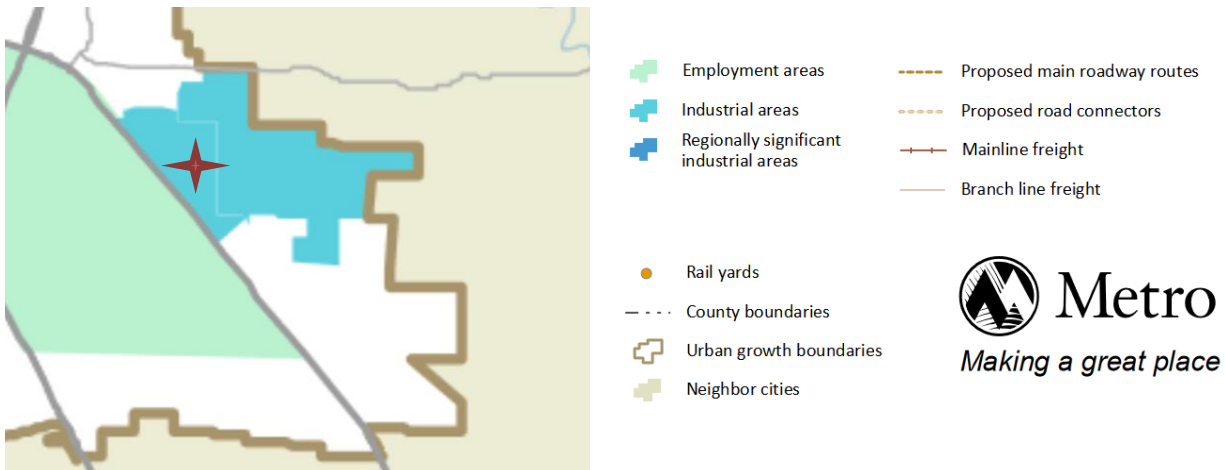 Employment areas
Industrial areas
Regionally significant
industrial areas
Proposed main roadway routes
Proposed road connectors
Mainline freight
Branch line freight
Rail yards
County boundaries
Urban growth boundaries
Neighbor cities
Metro
Making a great place